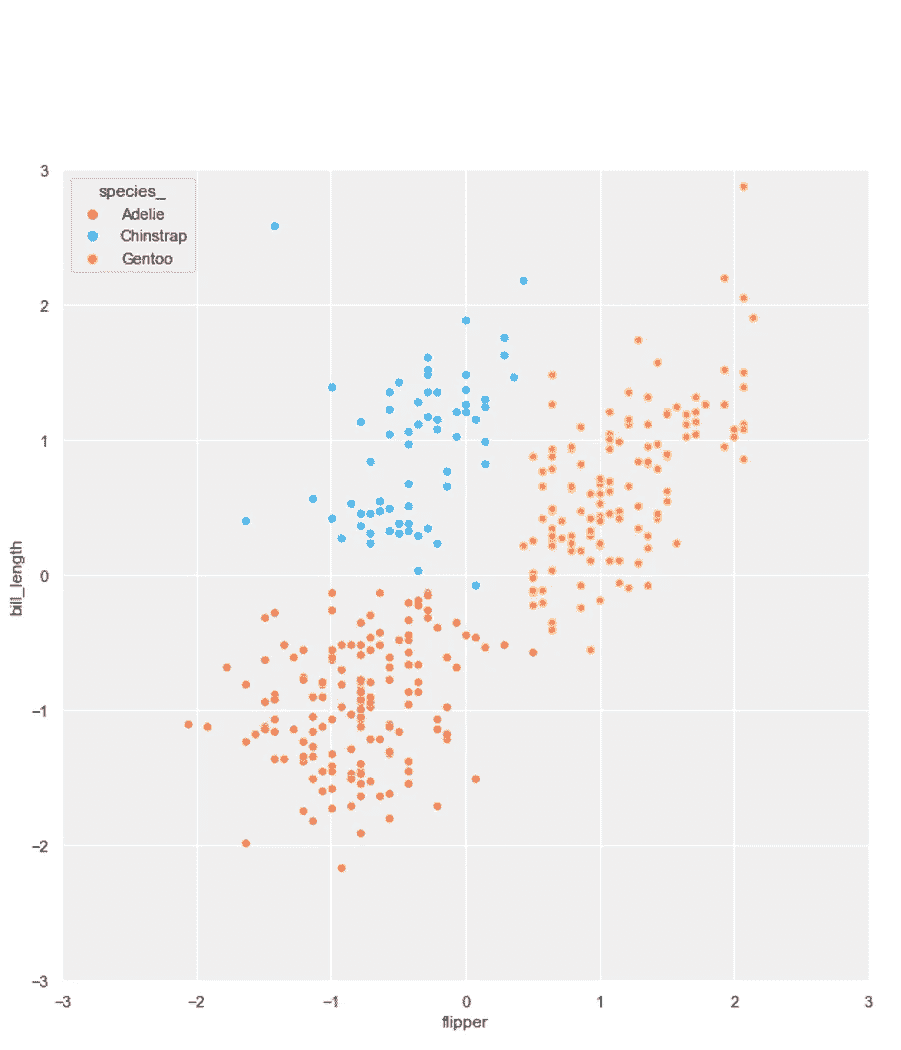 3
species_
Adelie
Chinstrap
Gentoo
2
1
bill_length
0
−1
−2
−3
−3 −2 −1 0 1 2 3
flipper